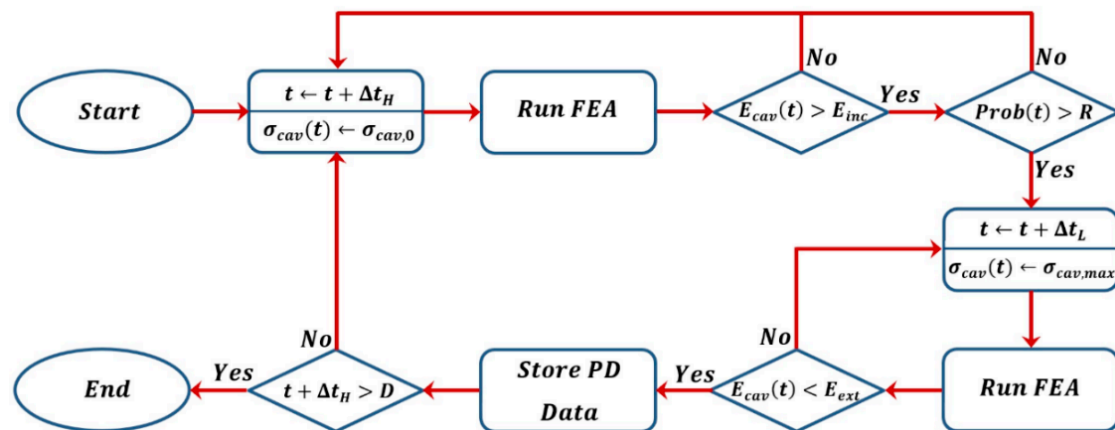 No
No
Start
t ← t + Δt_H
σ_cav(t) ← σ_cav,0
Run FEA
E_cav(t) > E_inc
Yes
Prob(t) > R
Yes
t ← t + Δt_L
σ_cav(t) ← σ_cav,max
No
No
End
Yes
t + Δt_H > D
Store PD
Data
Yes
E_cav(t) < E_ext
Run FEA